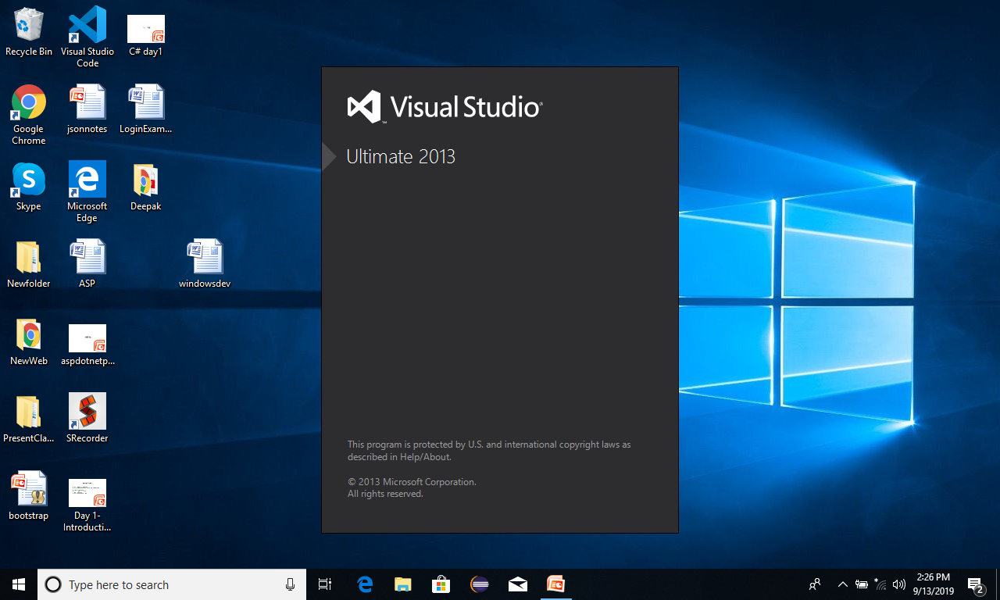 Recycle Bin
Visual Studio
Code
C# day1
Google
Chrome
jsonnotes
LoginExam...
Skype
Microsoft
Edge
Deepak
Newfolder
ASP
windowsdev
NewWeb
aspdotnetp...
PresentCla...
SRecorder
bootstrap
Day 1-
Introducti...
Visual Studio
Ultimate 2013
This program is protected by U.S. and international copyright laws as
described in Help/About.
© 2013 Microsoft Corporation.
All rights reserved.
Type here to search
2:26 PM
9/13/2019
2